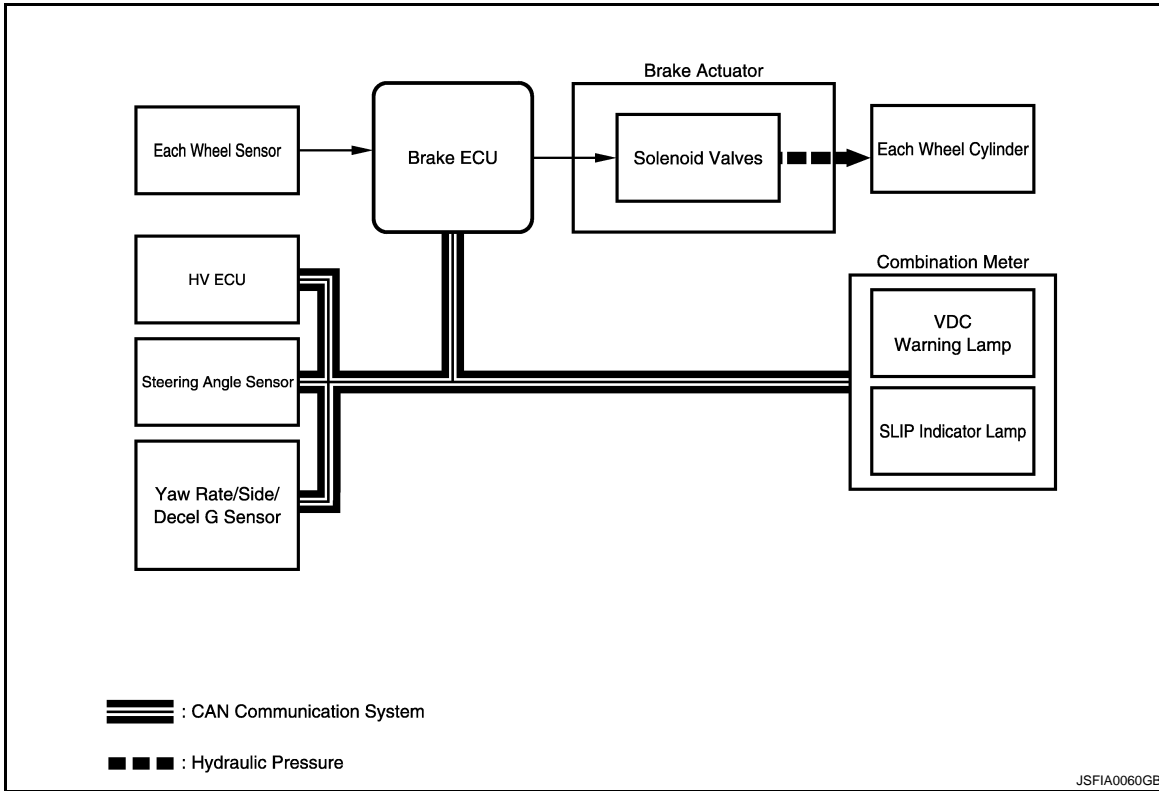 Brake Actuator
Each Wheel Sensor
Brake ECU
Solenoid Valves
Each Wheel Cylinder
HV ECU
Combination Meter
VDC
Warning Lamp
Steering Angle Sensor
SLIP Indicator Lamp
Yaw Rate/Side/
Decel G Sensor
: CAN Communication System
: Hydraulic Pressure
JSFIA0060GB